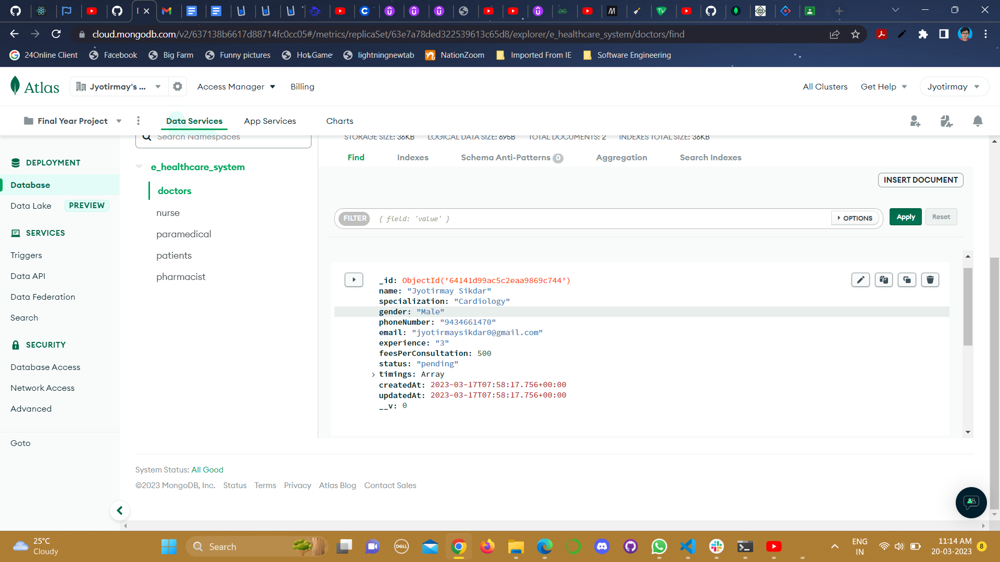 cloud.mongodb.com/v2/637138b6617d88714fc0cc05#/metrics/replicaSet/63e7a78ded322539613c65d8/explorer/e_healthcare_system/doctors/find
24Online Client Facebook Big Farm Funny pictures Hot Game lightningnewtab NationZoom Imported From IE Software Engineering
Atlas Jyotirmay's ... Access Manager Billing All Clusters Get Help Jyotirmay
Final Year Project Data Services App Services Charts
Search Namespaces
STORAGE SIZE: 36KB LOGICAL DATA SIZE: 695B TOTAL DOCUMENTS: 2 INDEXES TOTAL SIZE: 36KB
Find Indexes Schema Anti-Patterns 0 Aggregation Search Indexes
DEPLOYMENT
Database
Data Lake PREVIEW
SERVICES
Triggers
Data API
Data Federation
Search
SECURITY
Database Access
Network Access
Advanced
Goto
e_healthcare_system
doctors
nurse
paramedical
patients
pharmacist
INSERT DOCUMENT
FILTER { field: 'value' } OPTIONS Apply Reset
_id: ObjectId('64141d99ac5c2eaa9869c744')
name: "Jyotirmay Sikdar"
specialization: "Cardiology"
gender: "Male"
phoneNumber: "9434661470"
email: "jyotirmaysikdar0@gmail.com"
experience: "3"
feesPerConsultation: 500
status: "pending"
timings: Array
createdAt: 2023-03-17T07:58:17.756+00:00
updatedAt: 2023-03-17T07:58:17.756+00:00
__v: 0
System Status: All Good
©2023 MongoDB, Inc. Status Terms Privacy Atlas Blog Contact Sales
25°C
Cloudy
Search
DELL
ENG
IN
11:14 AM
20-03-2023
8